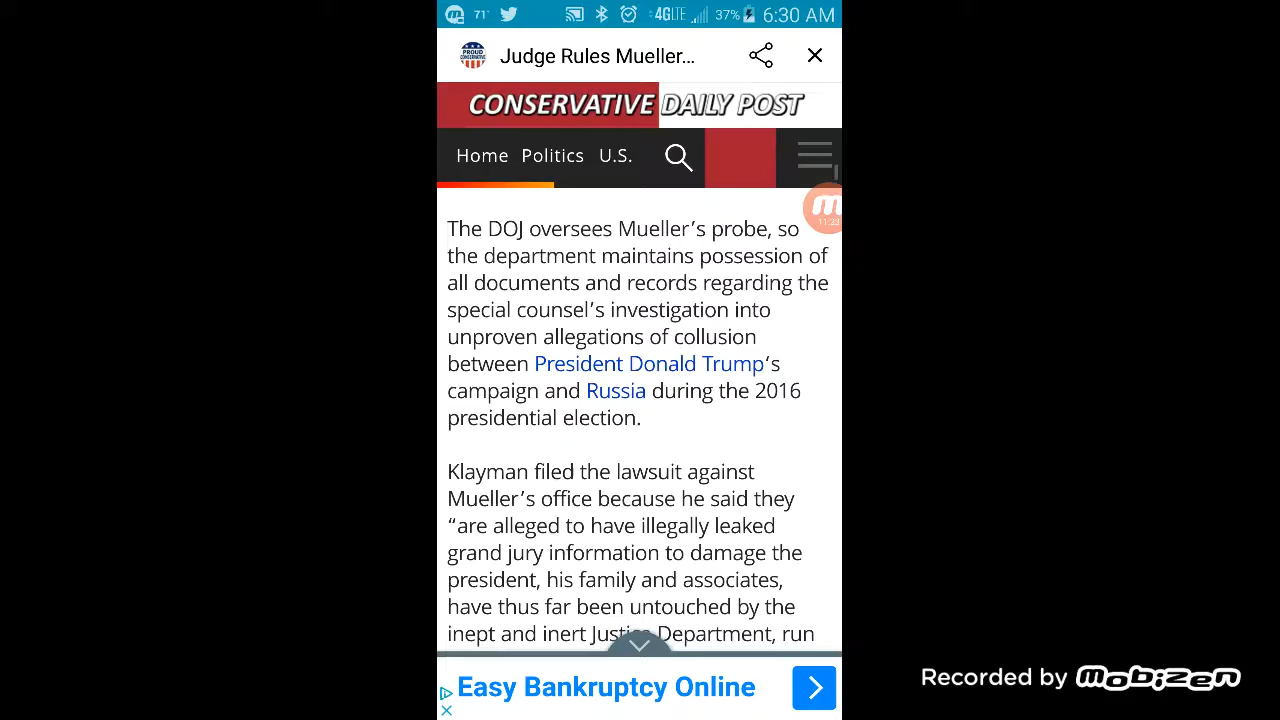 71°
4GLTE 37% 6:30 AM
PROUD CONSERVATIVE
Judge Rules Mueller...
CONSERVATIVE DAILY POST
Home Politics U.S.
11:23
The DOJ oversees Mueller’s probe, so
the department maintains possession of
all documents and records regarding the
special counsel’s investigation into
unproven allegations of collusion
between President Donald Trump‘s
campaign and Russia during the 2016
presidential election.
Klayman filed the lawsuit against
Mueller’s office because he said they
“are alleged to have illegally leaked
grand jury information to damage the
president, his family and associates,
have thus far been untouched by the
inept and inert Justice Department, run
Easy Bankruptcy Online
Recorded by mobizen